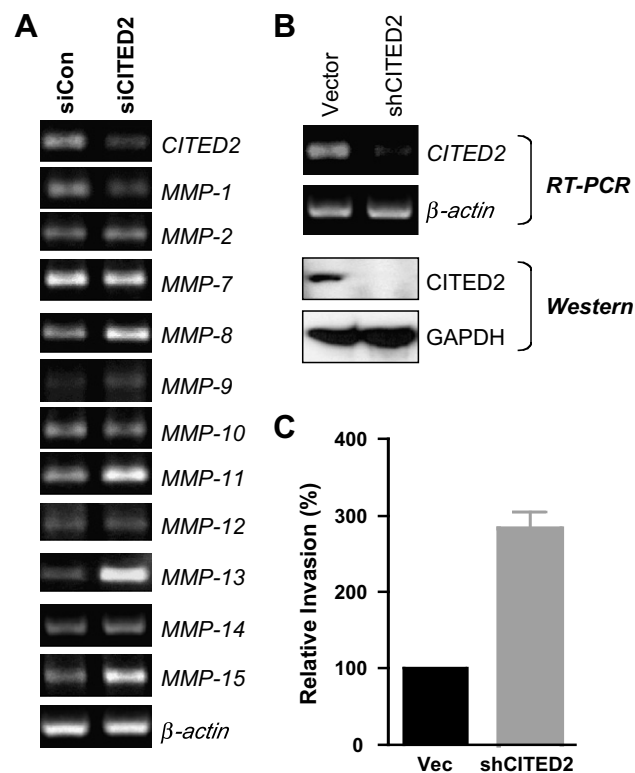 A
siCon
siCITED2
CITED2
MMP-1
MMP-2
MMP-7
MMP-8
MMP-9
MMP-10
MMP-11
MMP-12
MMP-13
MMP-14
MMP-15
β-actin
B
Vector
shCITED2
CITED2
β-actin
RT-PCR
CITED2
GAPDH
Western
C
Relative Invasion (%)
400
300
200
100
0
Vec
shCITED2